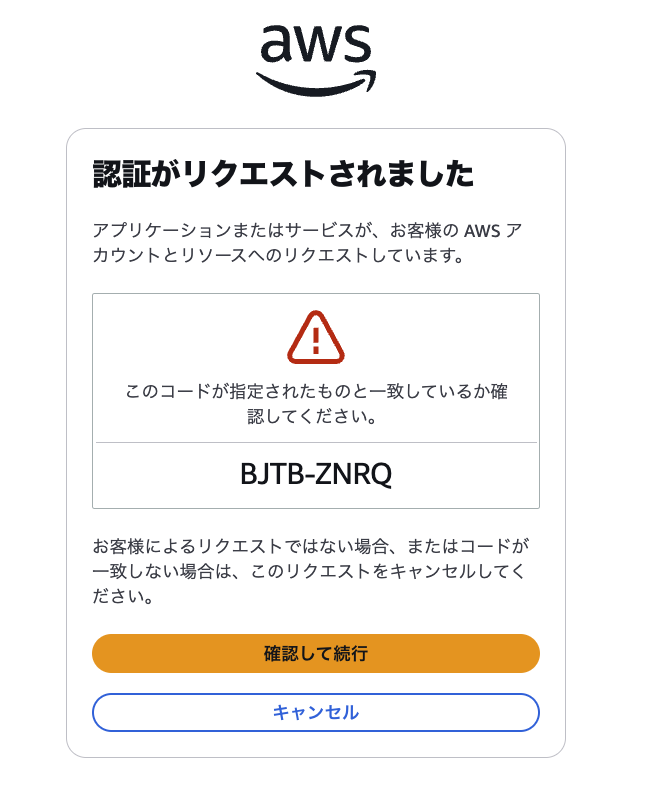 aws
認証がリクエストされました
アプリケーションまたはサービスが、お客様の AWS ア
カウントとリソースへのリクエストしています。
このコードが指定されたものと一致しているか確
認してください。
BJTB-ZNRQ
お客様によるリクエストではない場合、またはコードが
一致しない場合は、このリクエストをキャンセルしてく
ださい。
確認して続行
キャンセル